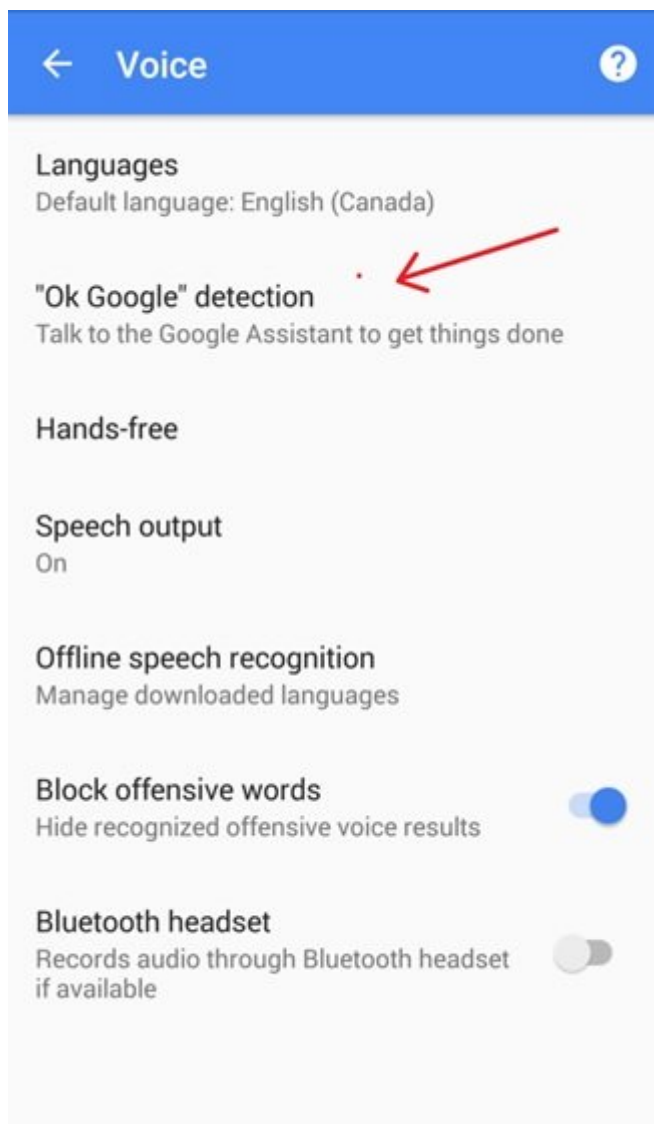 Voice
?
Languages
Default language: English (Canada)
"Ok Google" detection
Talk to the Google Assistant to get things done
Hands-free
Speech output
On
Offline speech recognition
Manage downloaded languages
Block offensive words
Hide recognized offensive voice results
Bluetooth headset
Records audio through Bluetooth headset
if available